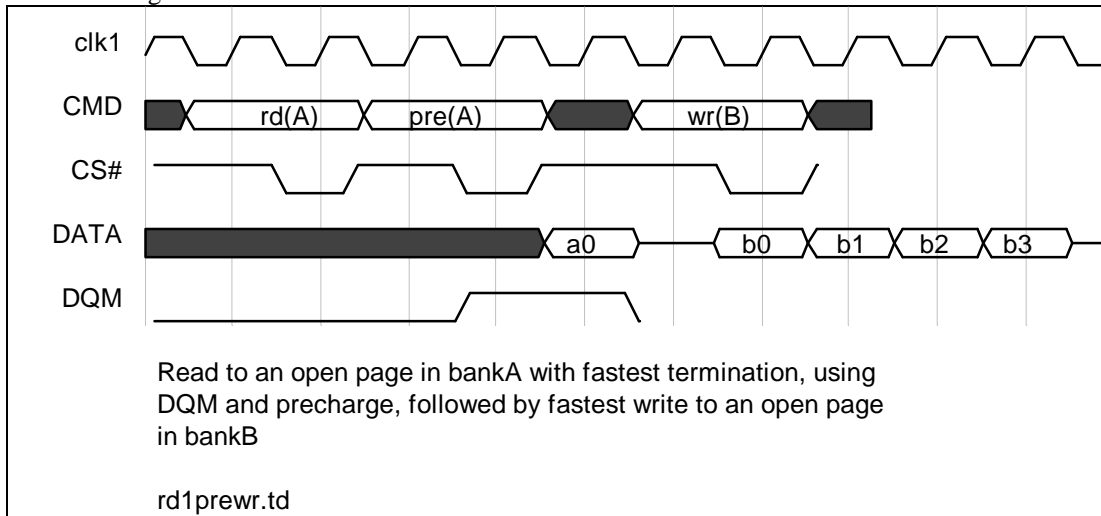 clk1
CMD rd(A) pre(A) wr(B)
CS#
DATA a0 b0 b1 b2 b3
DQM
Read to an open page in bankA with fastest termination, using
DQM and precharge, followed by fastest write to an open page
in bankB
rd1prewr.td